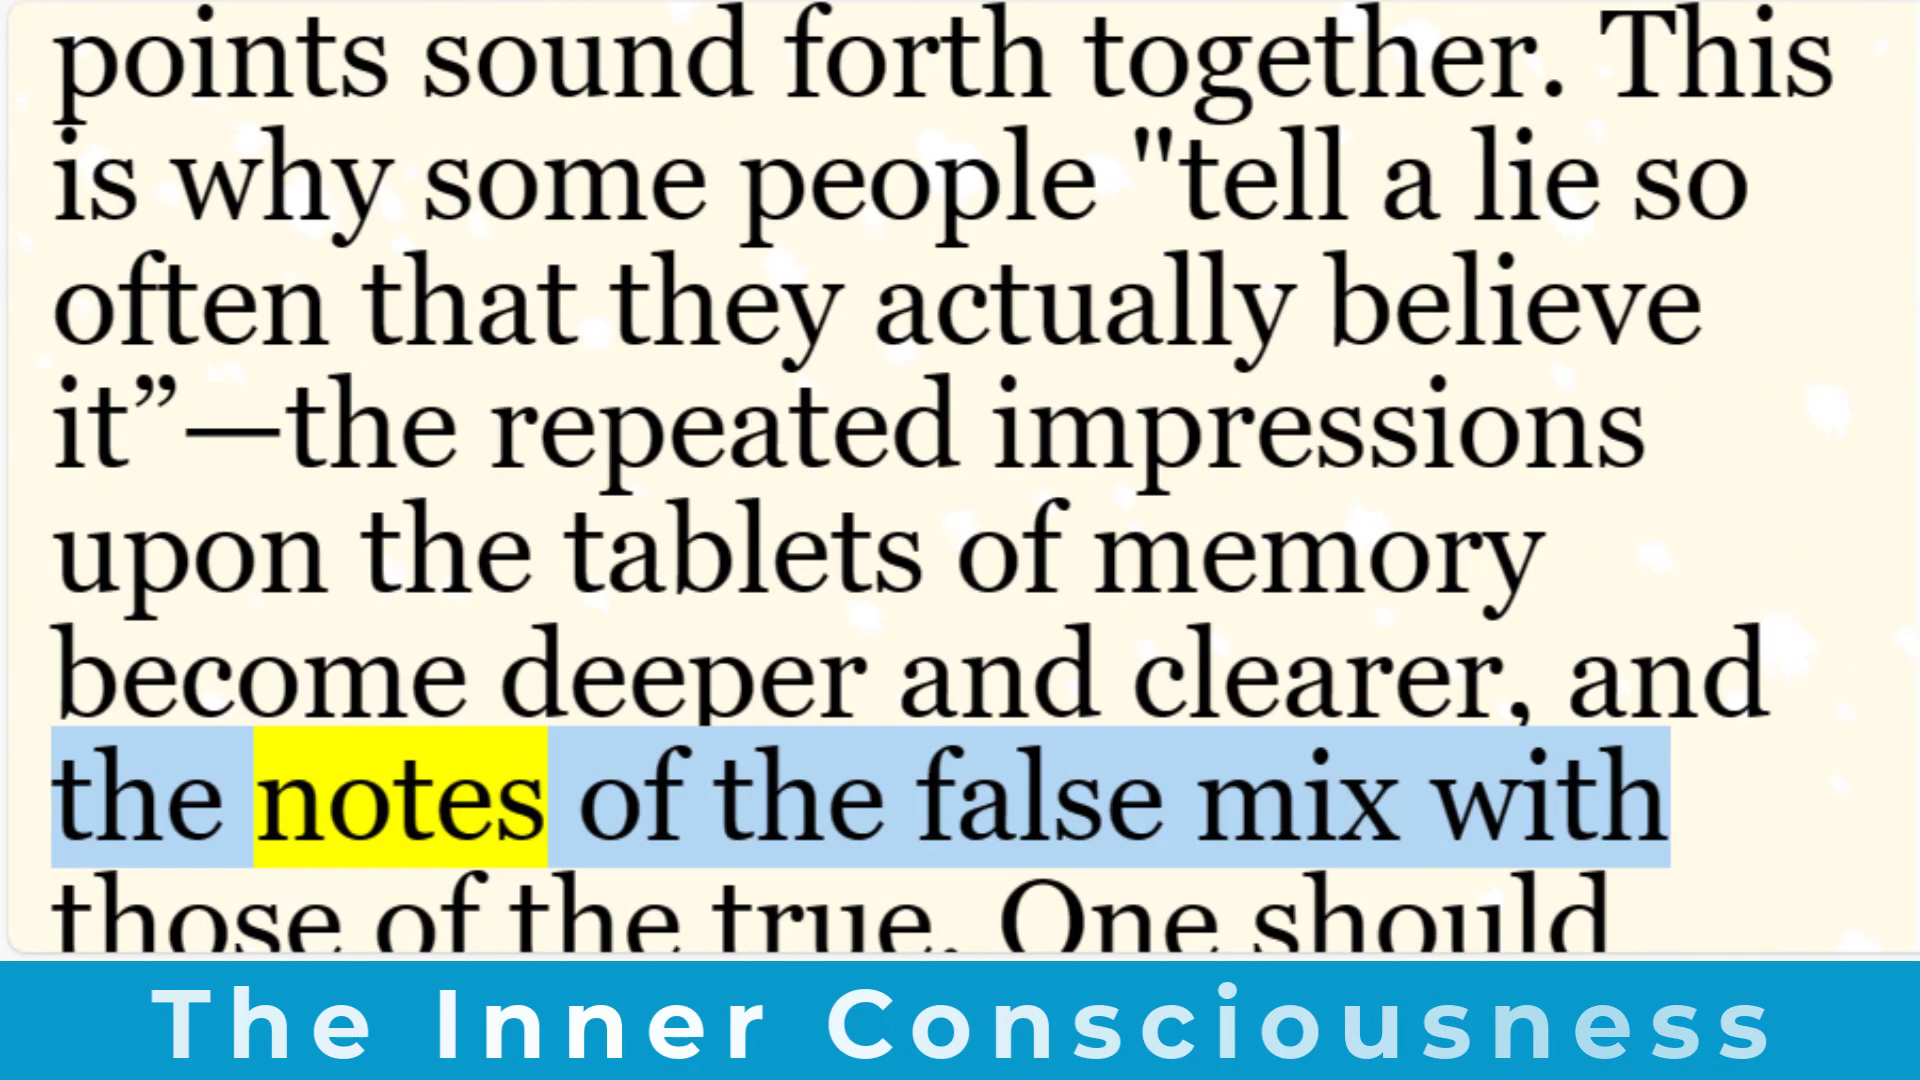 points sound forth together. This
is why some people "tell a lie so
often that they actually believe
it”—the repeated impressions
upon the tablets of memory
become deeper and clearer, and
the notes of the false mix with
those of the true. One should
The Inner Consciousness